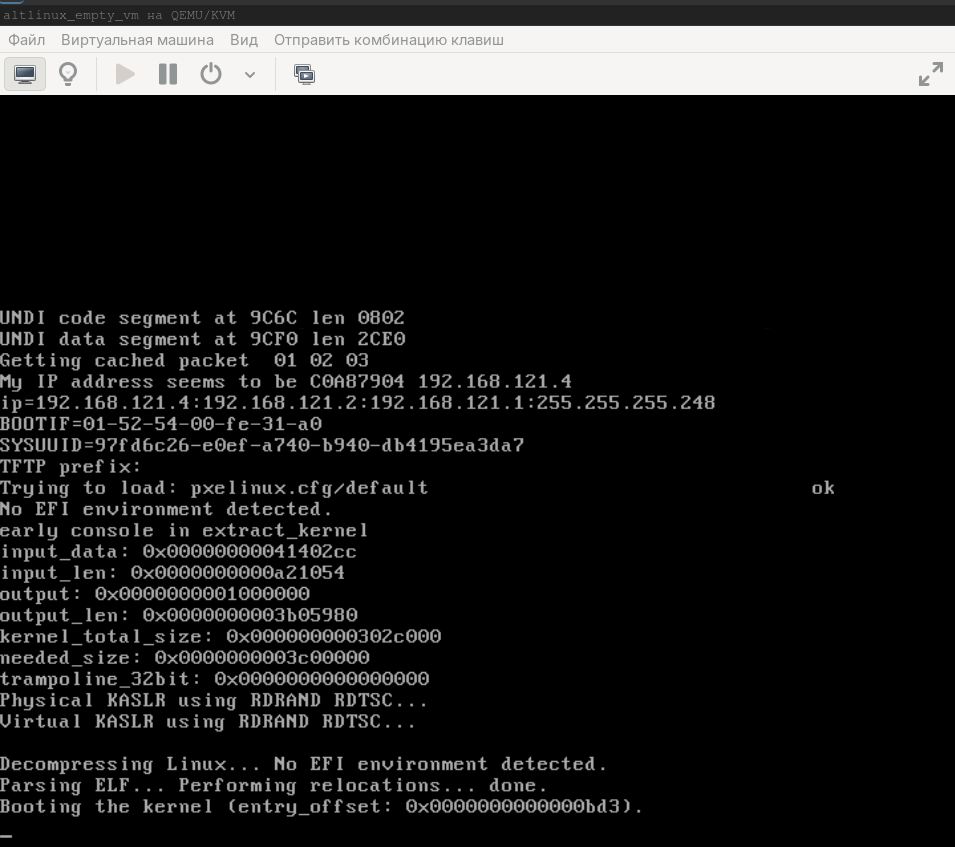 altlinux_empty_vm на QEMU/KVM
Файл Виртуальная машина Вид Отправить комбинацию клавиш
UNDI code segment at 9C6C len 0802
UNDI data segment at 9CF0 len 2CE0
Getting cached packet  01 02 03
My IP address seems to be C0A87904 192.168.121.4
ip=192.168.121.4:192.168.121.2:192.168.121.1:255.255.255.248
BOOTIF=01-52-54-00-fe-31-a0
SYSUUID=97fd6c26-e0ef-a740-b940-db4195ea3da7
TFTP prefix:
Trying to load: pxelinux.cfg/default ok
No EFI environment detected.
early console in extract_kernel
input_data: 0x00000000041402cc
input_len: 0x0000000000a21054
output: 0x0000000001000000
output_len: 0x0000000003b05980
kernel_total_size: 0x000000000302c000
needed_size: 0x0000000003c00000
trampoline_32bit: 0x0000000000000000
Physical KASLR using RDRAND RDTSC...
Virtual KASLR using RDRAND RDTSC...
Decompressing Linux... No EFI environment detected.
Parsing ELF... Performing relocations... done.
Booting the kernel (entry_offset: 0x0000000000000bd3).
_